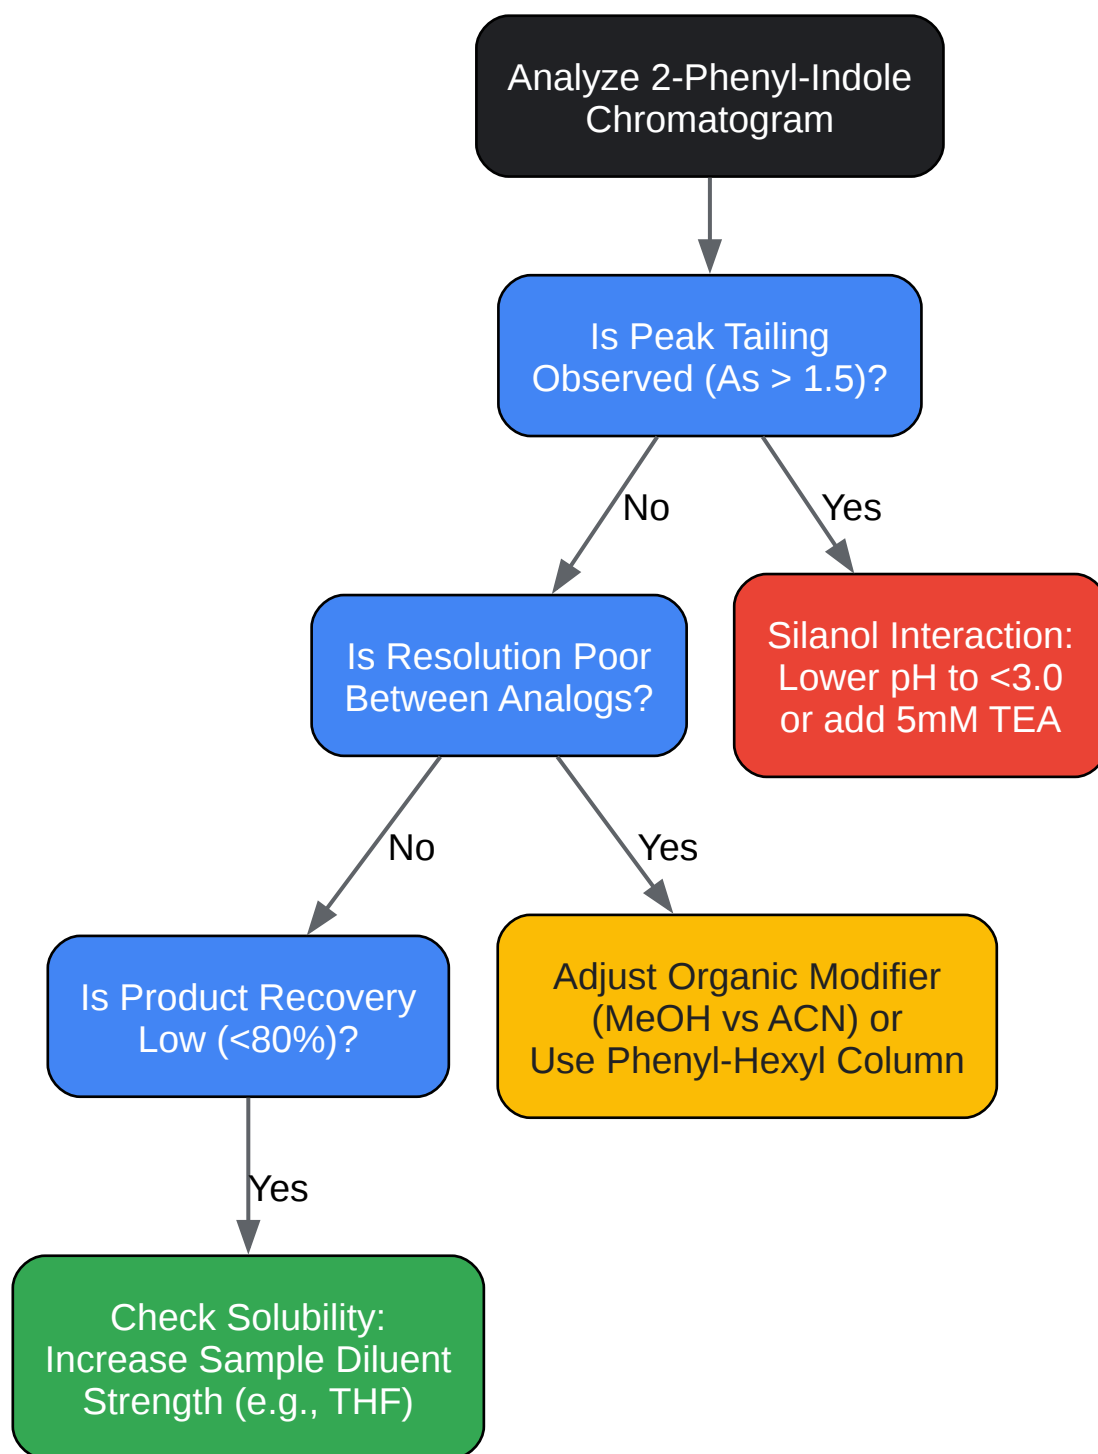 Analyze 2-Phenyl-Indole
Chromatogram
Is Peak Tailing
Observed (As > 1.5)?
No
Yes
Is Resolution Poor
Between Analogs?
Silanol Interaction:
Lower pH to <3.0
or add 5mM TEA
No
Yes
Is Product Recovery
Low (<80%)?
Adjust Organic Modifier
(MeOH vs ACN) or
Use Phenyl-Hexyl Column
Yes
Check Solubility:
Increase Sample Diluent
Strength (e.g., THF)